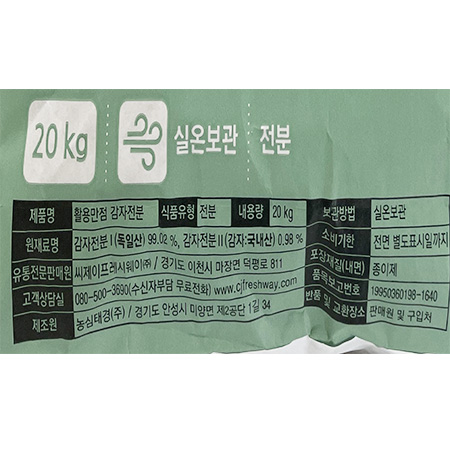 20 kg 실온보관 전분
제품명 활용만점 감자전분 식품유형 전분 내용량 20 kg 보관방법 실온보관
원재료명 감자전분Ⅰ(독일산) 99.02 %, 감자전분Ⅱ(감자:국내산) 0.98 % 소비기한 전면 별도표시일까지
유통전문판매원 씨제이프레시웨이(주) / 경기도 이천시 마장면 덕평로 811 포장재질(내면) 종이제
고객상담실 080-500-3690(수신자부담 무료전화) www.cjfreshway.com 품목보고번호 19950360198-1640
제조원 농심태경(주) / 경기도 안성시 미양면 제2공단 1길 34 반품 및 교환장소 판매원 및 구입처